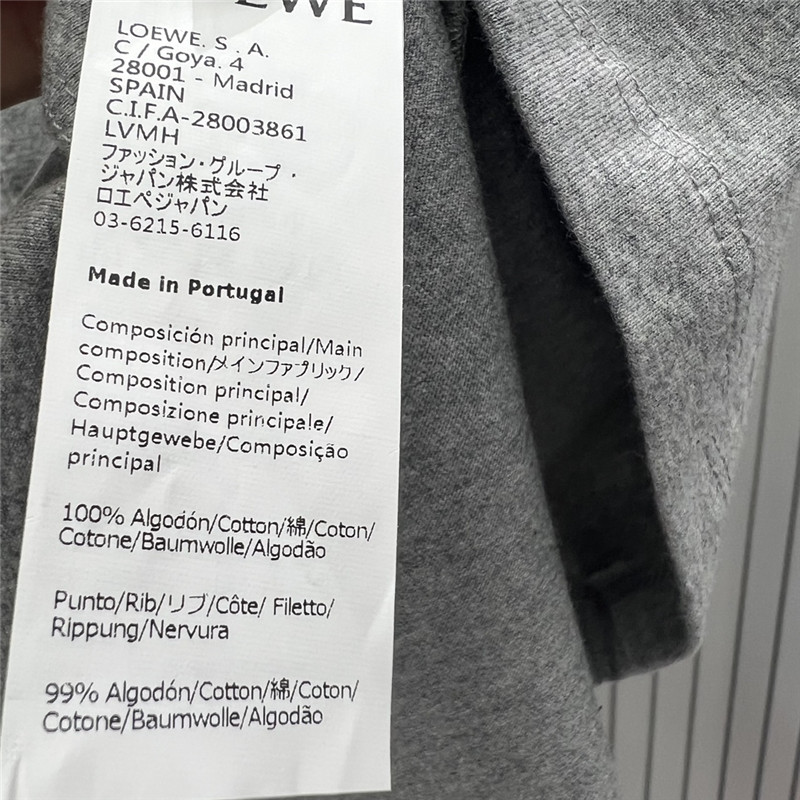 LOEWE
LOEWE. S . A.
C / Goya. 4
28001 - Madrid
SPAIN
C.I.F.A-28003861
LVMH
ファッション・グループ・
ジャパン株式会社
ロエベジャパン
03-6215-6116
Made in Portugal
Composición principal/Main
composition/メインファブリック/
Composition principal/
Composizione principale/
Hauptgewebe/Composição
principal
100% Algodón/Cotton/綿/Coton/
Cotone/Baumwolle/Algodão
Punto/Rib/リブ/Côte/ Filetto/
Rippung/Nervura
99% Algodón/Cotton/綿/Coton/
Cotone/Baumwolle/Algodão